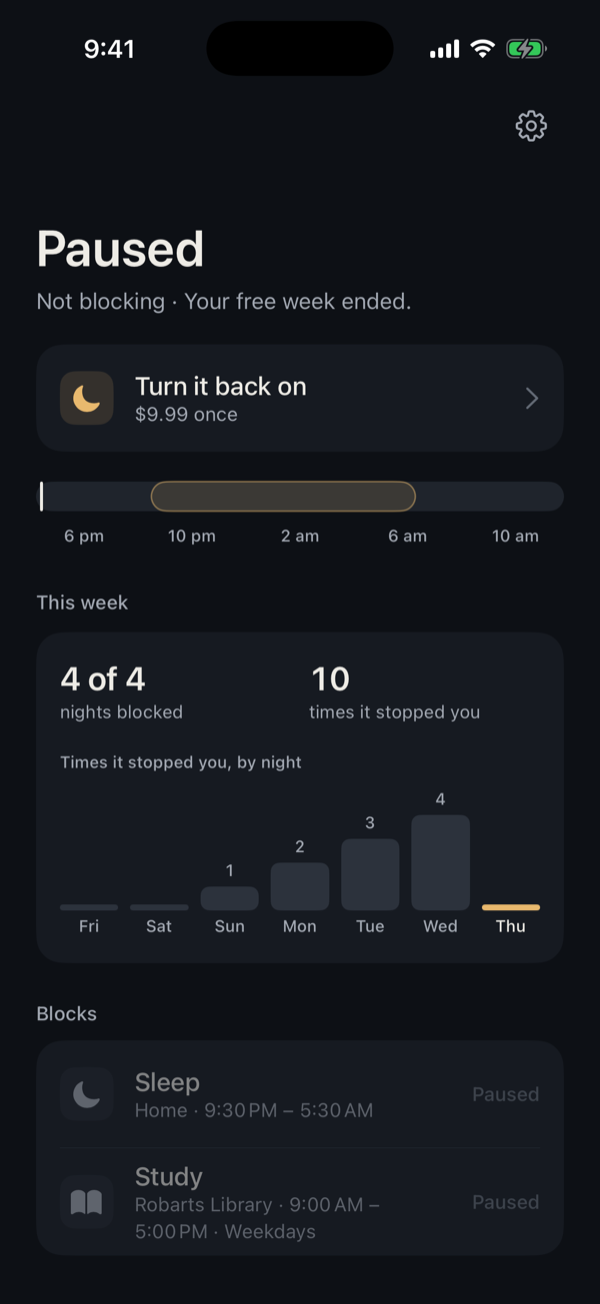 9:41
Paused
Not blocking · Your free week ended.
Turn it back on
$9.99 once
6 pm 10 pm 2 am 6 am 10 am
This week
4 of 4 10
nights blocked times it stopped you
Times it stopped you, by night
4
3
2
1
Fri Sat Sun Mon Tue Wed Thu
Blocks
Sleep
Home · 9:30 PM – 5:30 AM
Paused
Study
Robarts Library · 9:00 AM –
5:00 PM · Weekdays
Paused